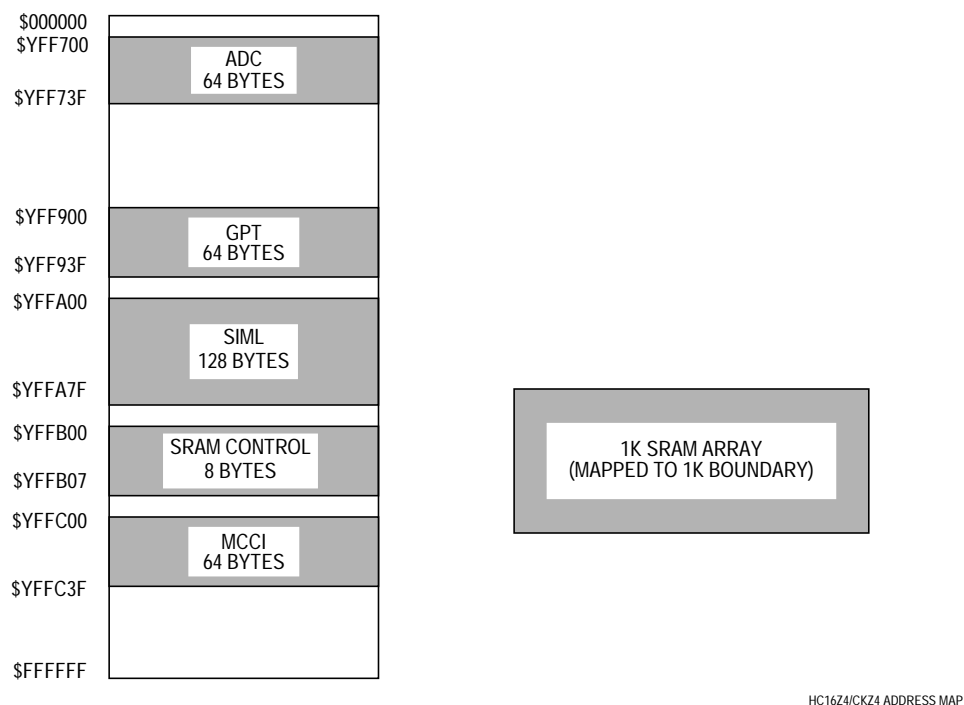 $000000
$YFF700
ADC
64 BYTES
$YFF73F
$YFF900
GPT
64 BYTES
$YFF93F
$YFFA00
SIML
128 BYTES
$YFFA7F
$YFFB00
SRAM CONTROL
8 BYTES
$YFFB07
$YFFC00
MCCI
64 BYTES
$YFFC3F
$FFFFFF
1K SRAM ARRAY
(MAPPED TO 1K BOUNDARY)
HC16Z4/CKZ4 ADDRESS MAP